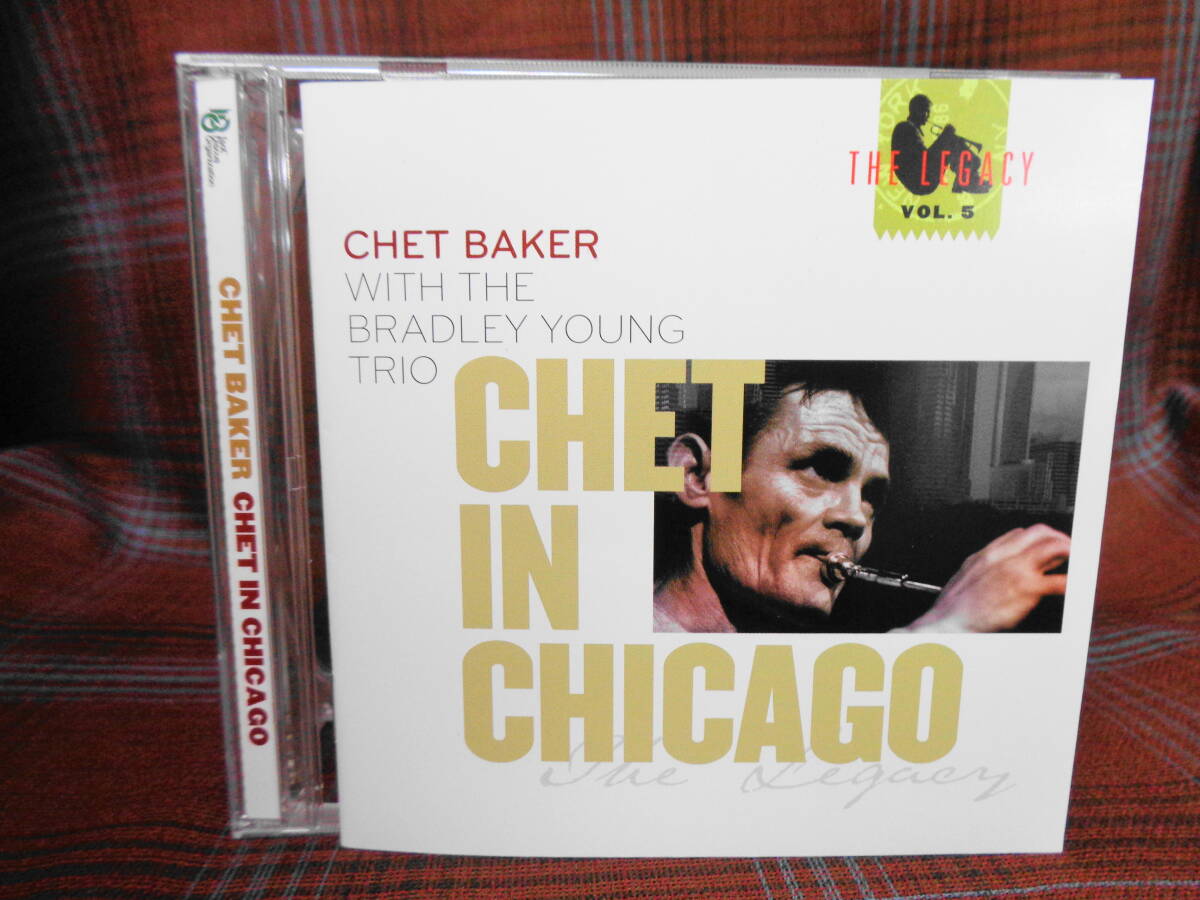 THE LEGACY
VOL. 5
CHET BAKER
WITH THE
BRADLEY YOUNG
TRIO
CHET
IN
CHICAGO
The Legacy
CHET BAKER CHET IN CHICAGO